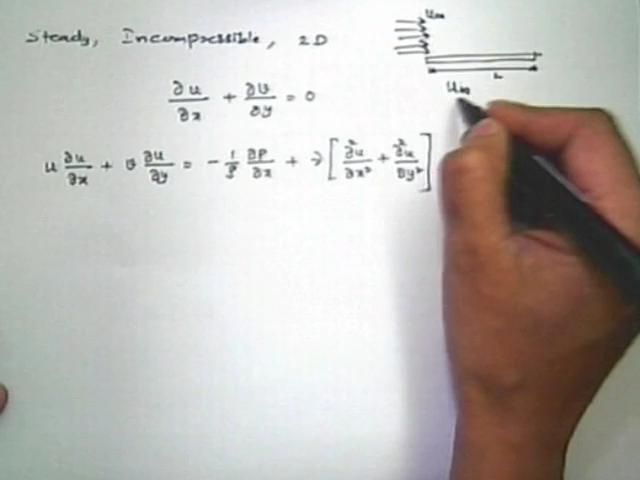 Steady, Incompressible, 2D
U∞
L
U∞
∂u/∂x + ∂v/∂y = 0
u ∂u/∂x + v ∂u/∂y = - 1/ρ ∂P/∂x + ν [ ∂²u/∂x² + ∂²u/∂y² ]